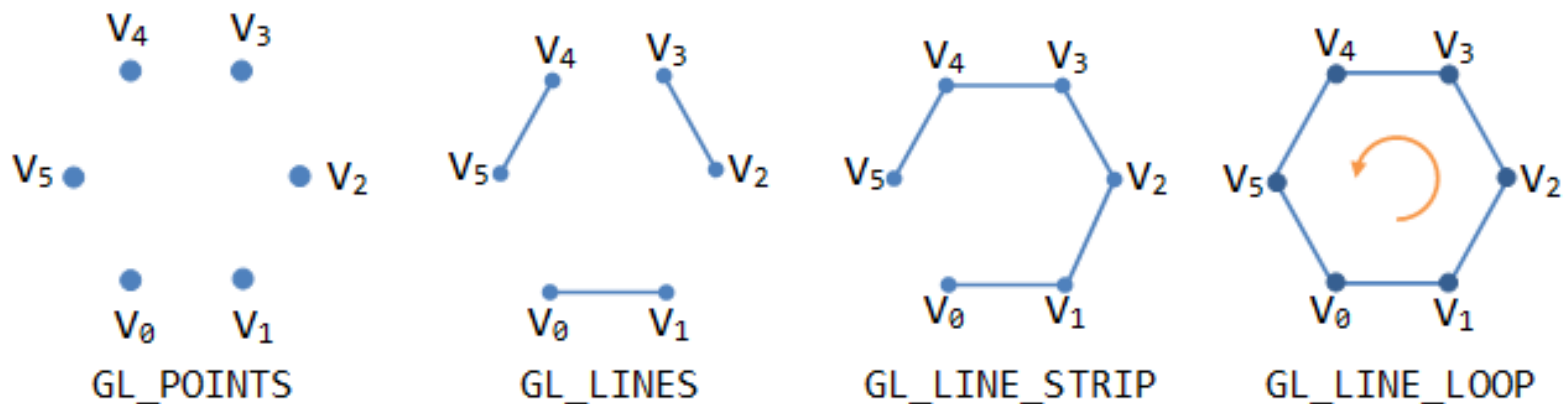 V₄ V₃ V₄ V₃ V₄ V₃ V₄ V₃
V₅ V₂ V₅ V₂ V₅ V₂ V₅ V₂
V₀ V₁ V₀ V₁ V₀ V₁ V₀ V₁
GL_POINTS GL_LINES GL_LINE_STRIP GL_LINE_LOOP